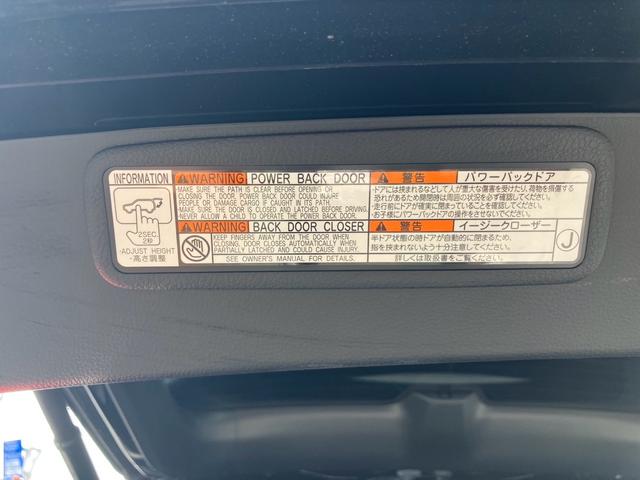 INFORMATION
2SEC.
2秒
·ADJUST HEIGHT
·高さ調整
WARNING POWER BACK DOOR
·MAKE SURE THE PATH IS CLEAR BEFORE OPENING OR
CLOSING THE DOOR. POWER BACK DOOR COULD INJURE
PEOPLE OR DAMAGE CARGO IF CAUGHT IN ITS PATH.
·MAKE SURE THE DOOR IS CLOSED AND LATCHED BEFORE DRIVING.
·NEVER ALLOW A CHILD TO OPERATE THE POWER BACK DOOR.
WARNING BACK DOOR CLOSER
KEEP FINGERS AWAY FROM THE DOOR WHEN
CLOSING. DOOR CLOSES AUTOMATICALLY WHEN
PARTIALLY LATCHED AND COULD CAUSE INJURY.
SEE OWNER'S MANUAL FOR DETAILS.
警告 パワーバックドア
·ドアにはさまれるなどして人が重大な傷害を受けたり、荷物を損傷する
恐れがあるため開閉時は周囲の状況を必ず確認してください。
·走行前にドアが確実に閉まっていることを確認してください。
·お子様にパワーバックドアの操作をさせないでください。
警告 イージークローザー
半ドア状態の時ドアが自動的に閉まるため、
指を挟まれないよう十分注意してください。
詳しくは取扱書をご覧ください。
J